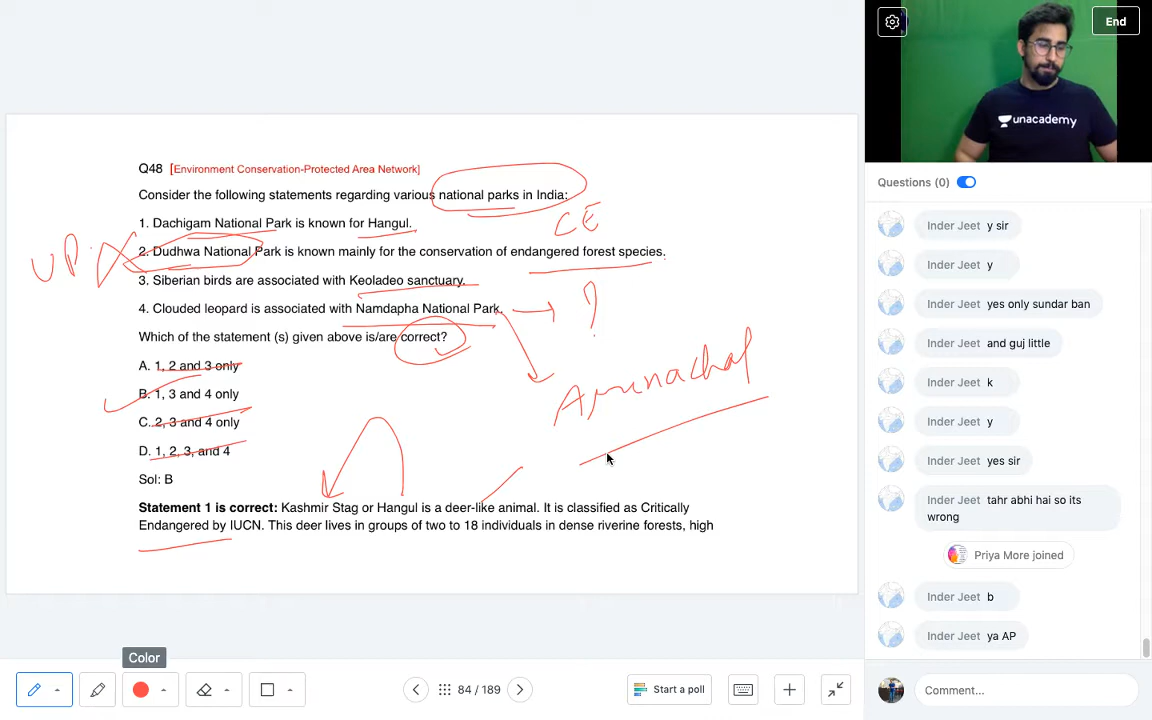 End
unacademy
Questions (0)
Q48 [Environment Conservation-Protected Area Network]
Consider the following statements regarding various national parks in India:
1. Dachigam National Park is known for Hangul.
CE
UP
2. Dudhwa National Park is known mainly for the conservation of endangered forest species.
3. Siberian birds are associated with Keoladeo sanctuary.
4. Clouded leopard is associated with Namdapha National Park. → ?
Which of the statement (s) given above is/are correct?
A. 1, 2 and 3 only
B. 1, 3 and 4 only
Arunachal
C. 2, 3 and 4 only
D. 1, 2, 3, and 4
Sol: B
Statement 1 is correct: Kashmir Stag or Hangul is a deer-like animal. It is classified as Critically
Endangered by IUCN. This deer lives in groups of two to 18 individuals in dense riverine forests, high
Inder Jeet y sir
Inder Jeet y
Inder Jeet yes only sundar ban
Inder Jeet and guj little
Inder Jeet k
Inder Jeet y
Inder Jeet yes sir
Inder Jeet tahr abhi hai so its
wrong
Priya More joined
Inder Jeet b
Inder Jeet ya AP
Color
84 / 189
Start a poll
Comment...